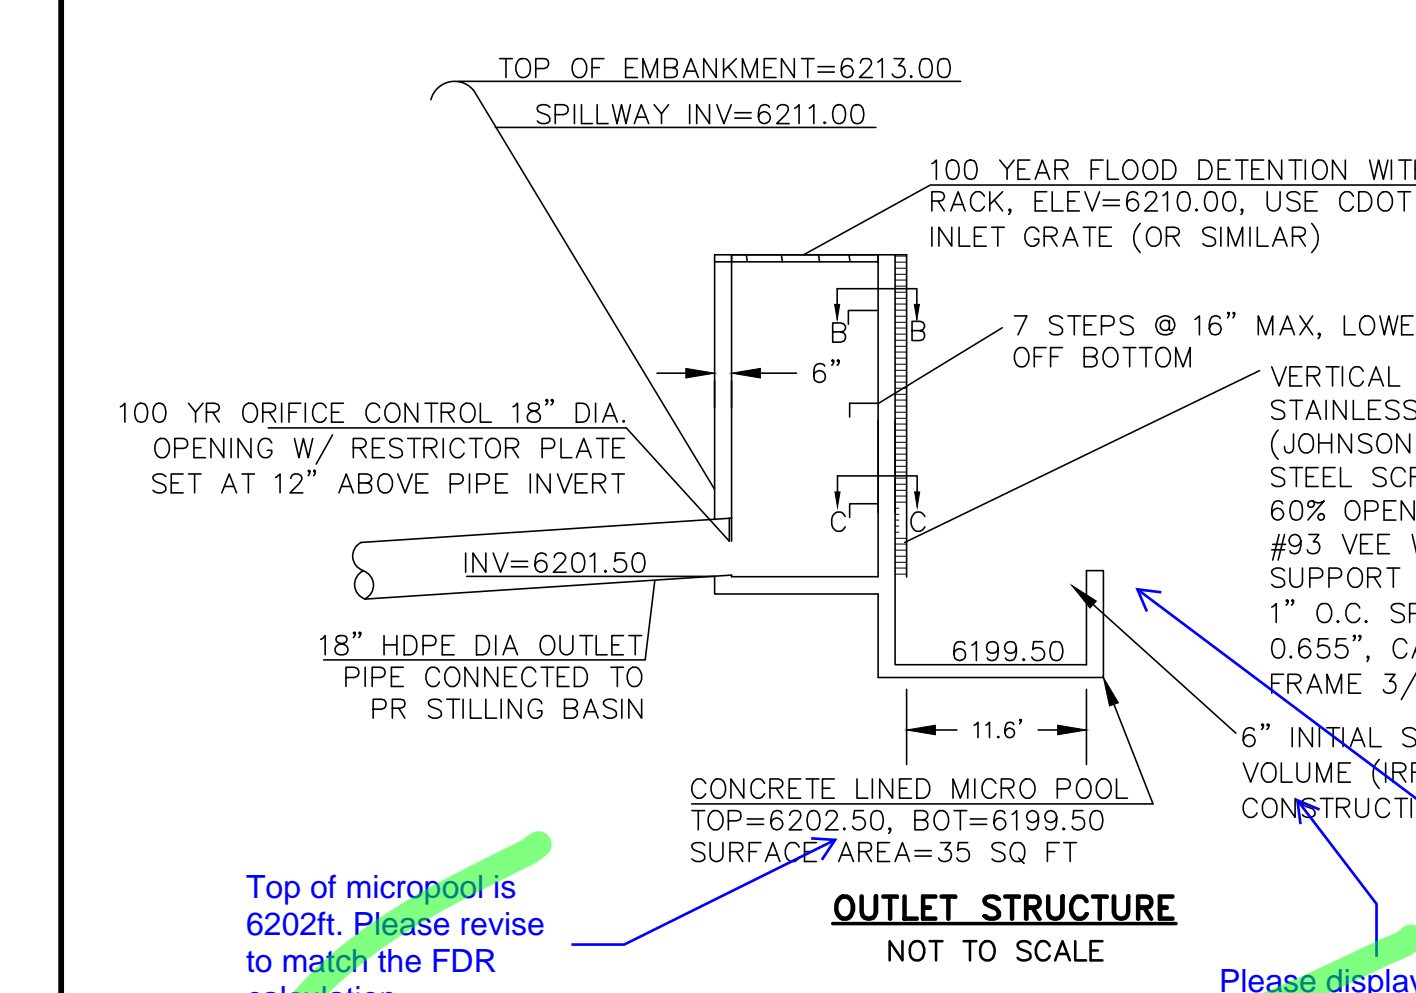 TOP OF EMBANKMENT=6213.00
SPILLWAY INV=6211.00
100 YEAR FLOOD DETENTION
RACK, ELEV=6210.00, USE CDOT
INLET GRATE (OR SIMILAR)
B B
7 STEPS @ 16" MAX,
OFF BOTTOM
6"
VERTICAL
STAINLESS
(JOHNSON
STEEL
60% OPEN
#93 VEE
SUPPORT
1" O.C.
0.655",
FRAME 3/
100 YR ORIFICE CONTROL 18" DIA.
OPENING W/ RESTRICTOR PLATE
SET AT 12" ABOVE PIPE INVERT
C C
INV=6201.50
18" HDPE DIA OUTLET
PIPE CONNECTED TO
PR STILLING BASIN
6199.50
11.6'
6" INITIAL
VOLUME
CONCRETE LINED MICRO POOL
TOP=6202.50, BOT=6199.50
SURFACE AREA=35 SQ FT
Top of micropool is
6202ft. Please revise
to match the FDR
OUTLET STRUCTURE
NOT TO SCALE
Please display